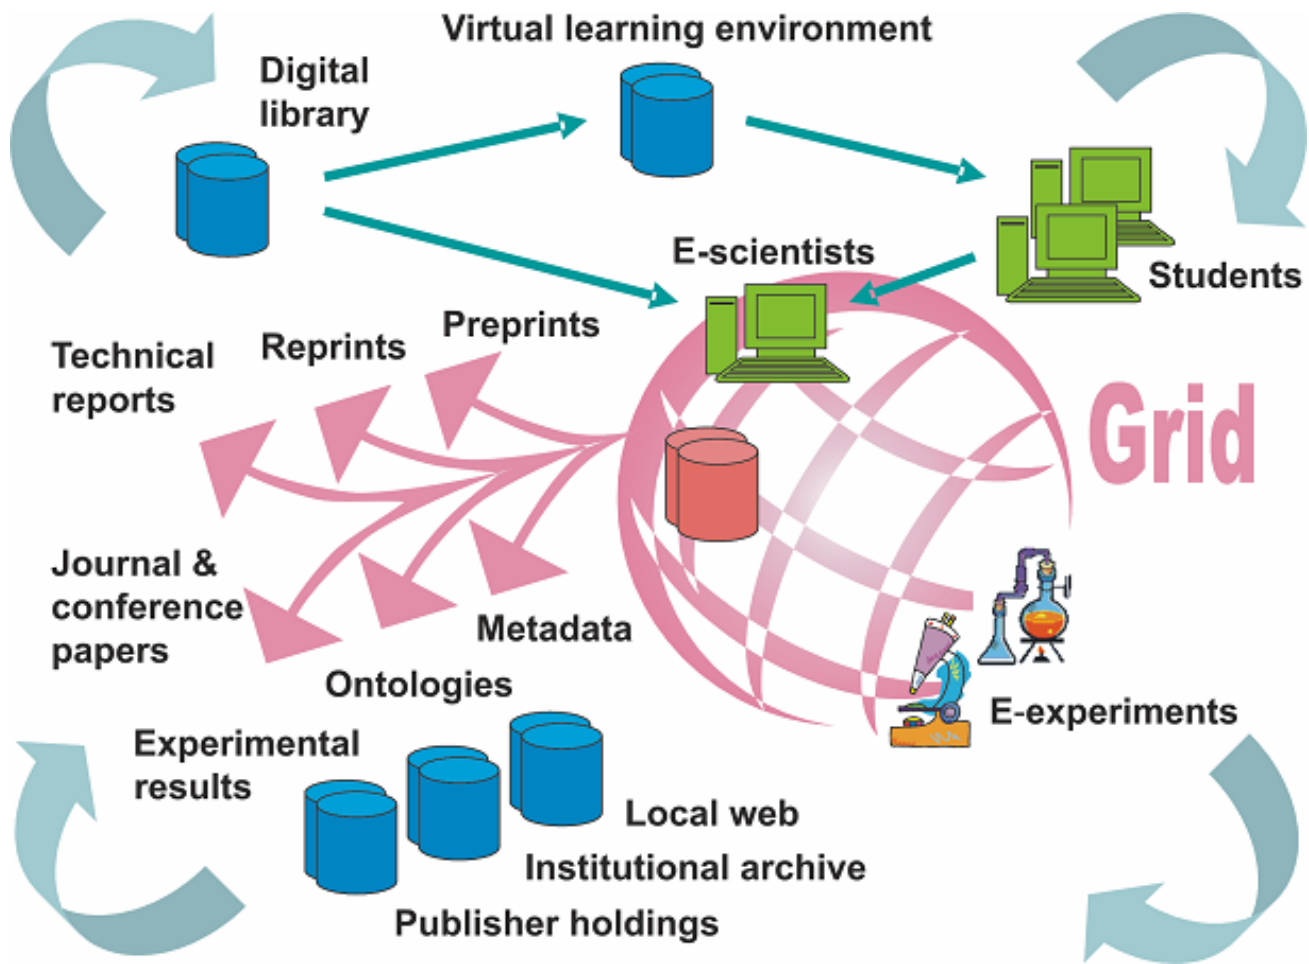 Virtual learning environment
Digital
library
E-scientists
Students
Preprints
Reprints
Technical
reports
Grid
Journal &
conference
papers
Metadata
Ontologies
E-experiments
Experimental
results
Local web
Institutional archive
Publisher holdings